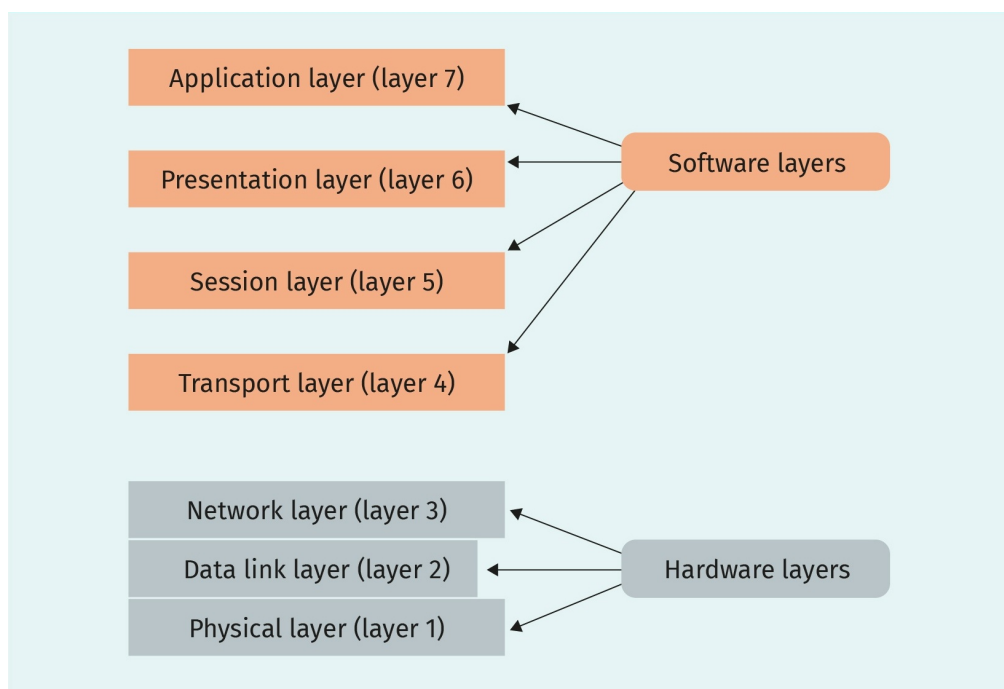 Application layer (layer 7)
Presentation layer (layer 6)
Software layers
Session layer (layer 5)
Transport layer (layer 4)
Network layer (layer 3)
Data link layer (layer 2)
Hardware layers
Physical layer (layer 1)